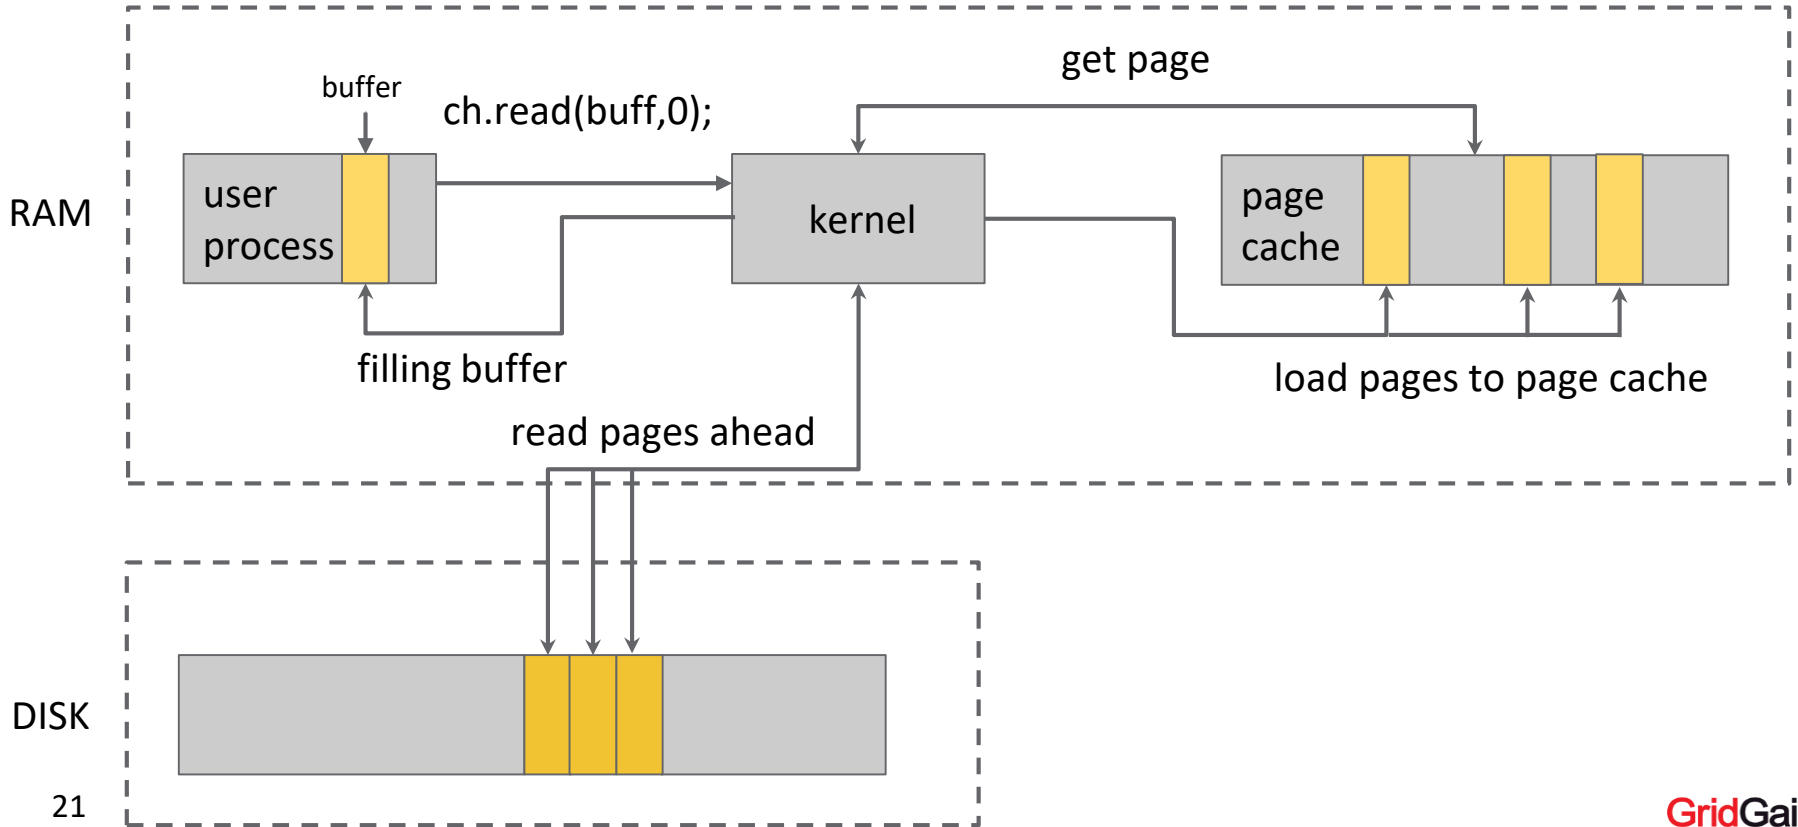 get page
buffer
ch.read(buff,0);
RAM
user
process
kernel
page
cache
filling buffer
load pages to page cache
read pages ahead
DISK
21
GridGai